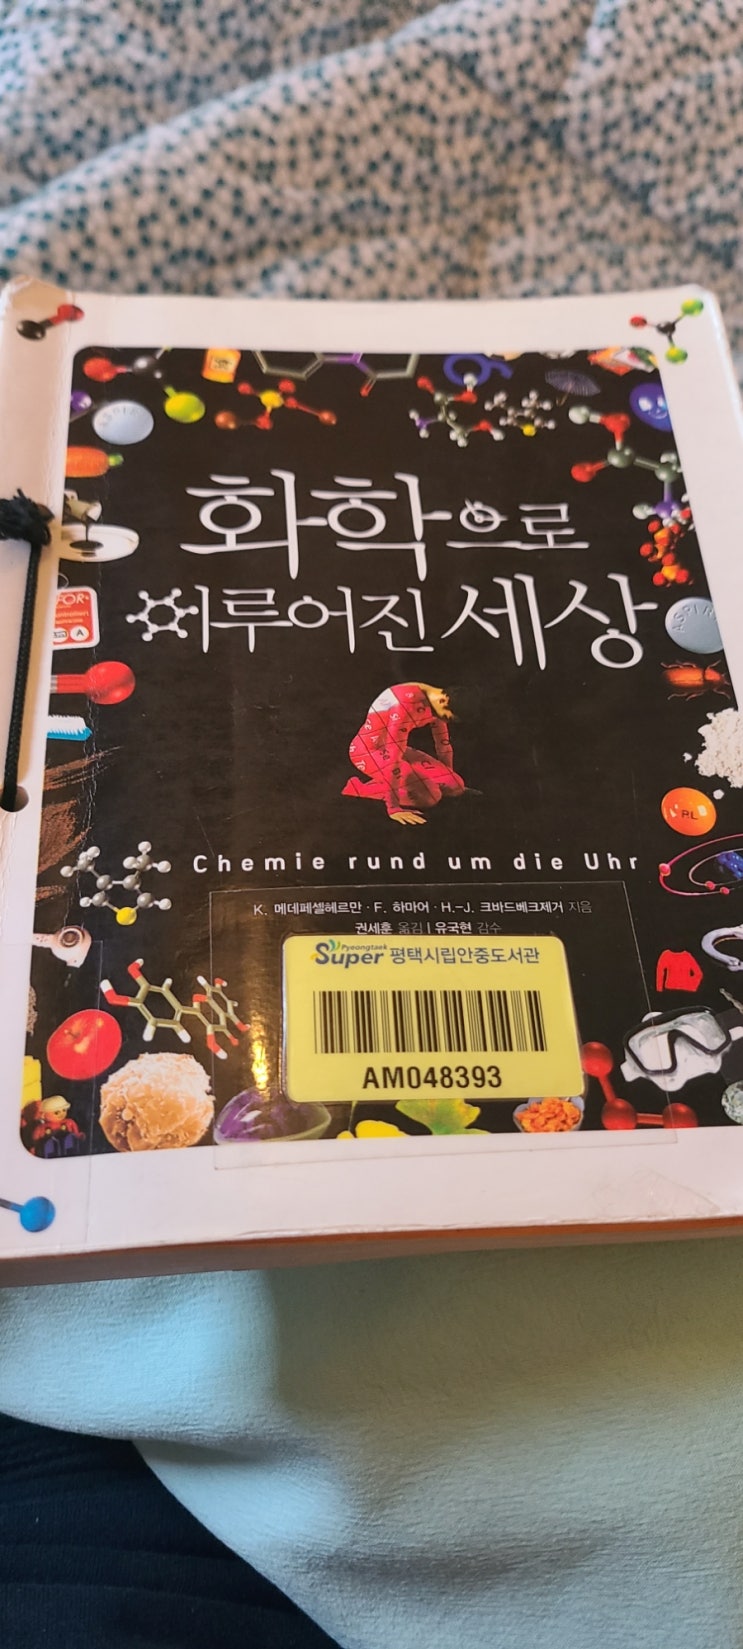 화학으로
이루어진 세상
Chemie rund um die Uhr
K. 메데페셀헤르만 · F. 하마어 · H.-J. 크바드베크제거 지음
권세훈 옮김 | 유국현 감수
Pyeongtaek
Super 평택시립안중도서관
AM048393
ASPIR
RL